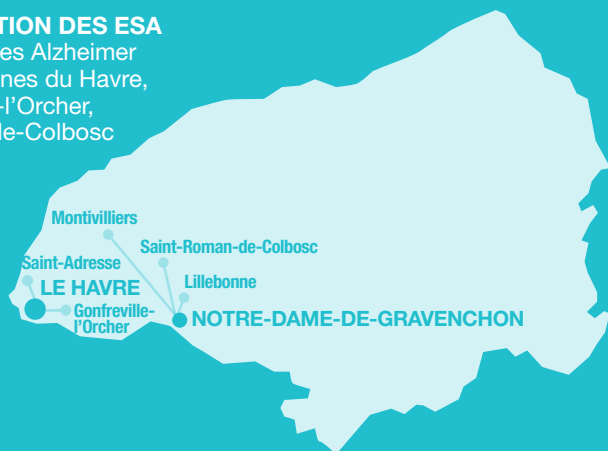 TION DES ESA
es Alzheimer
nes du Havre,
-l'Orcher,
de-Colbosc
Montivilliers
Saint-Roman-de-Colbosc
Saint-Adresse
Lillebonne
LE HAVRE
Gonfreville-
l'Orcher
NOTRE-DAME-DE-GRAVENCHON